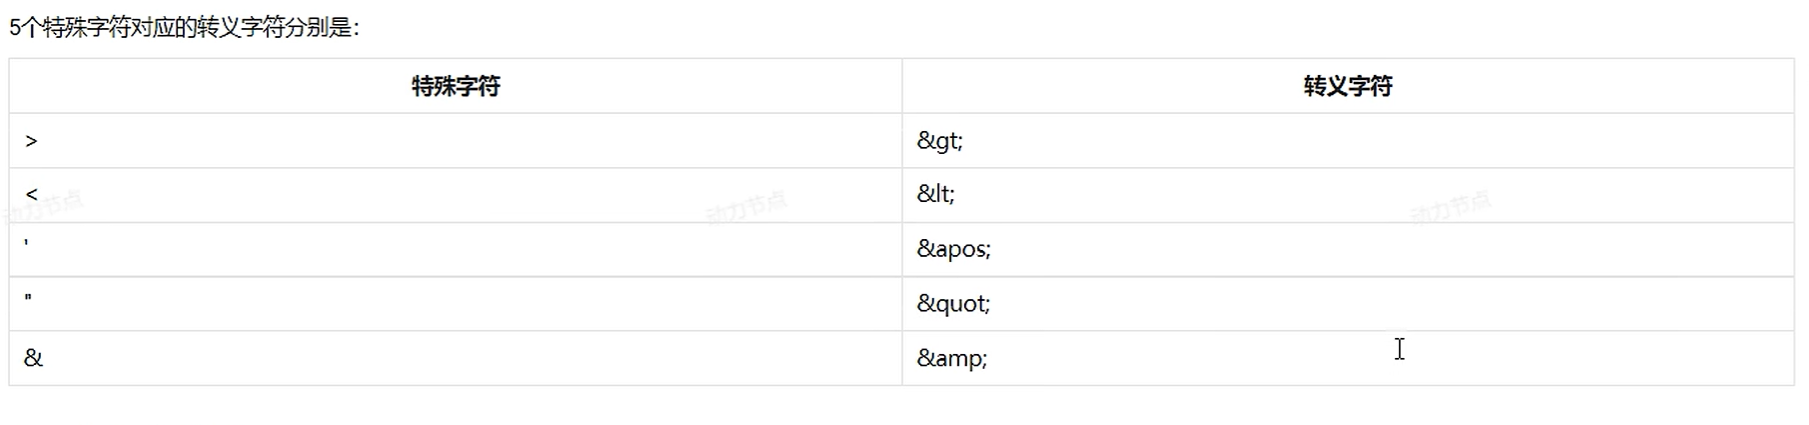 5个特殊字符对应的转义字符分别是：
特殊字符 转义字符
> &gt;
< &lt;
' &apos;
" &quot;
& &amp;
动力节点 动力节点 动力节点